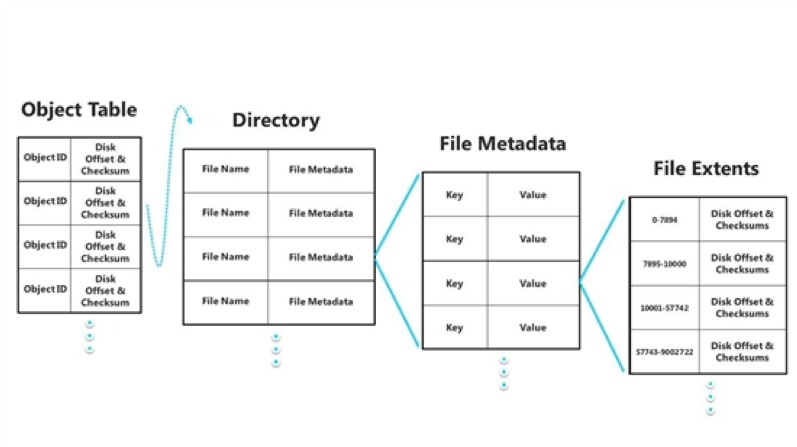 Object Table
Object ID
Disk
Offset &
Checksum
Object ID
Disk
Offset &
Checksum
Object ID
Disk
Offset &
Checksum
Object ID
Disk
Offset &
Checksum
Directory
File Name File Metadata
File Name File Metadata
File Name File Metadata
File Name File Metadata
File Metadata
Key Value
Key Value
Key Value
Key Value
File Extents
0-7894
Disk Offset &
Checksums
7895-10000
Disk Offset &
Checksums
10001-57742
Disk Offset &
Checksums
57743-9002722
Disk Offset &
Checksums